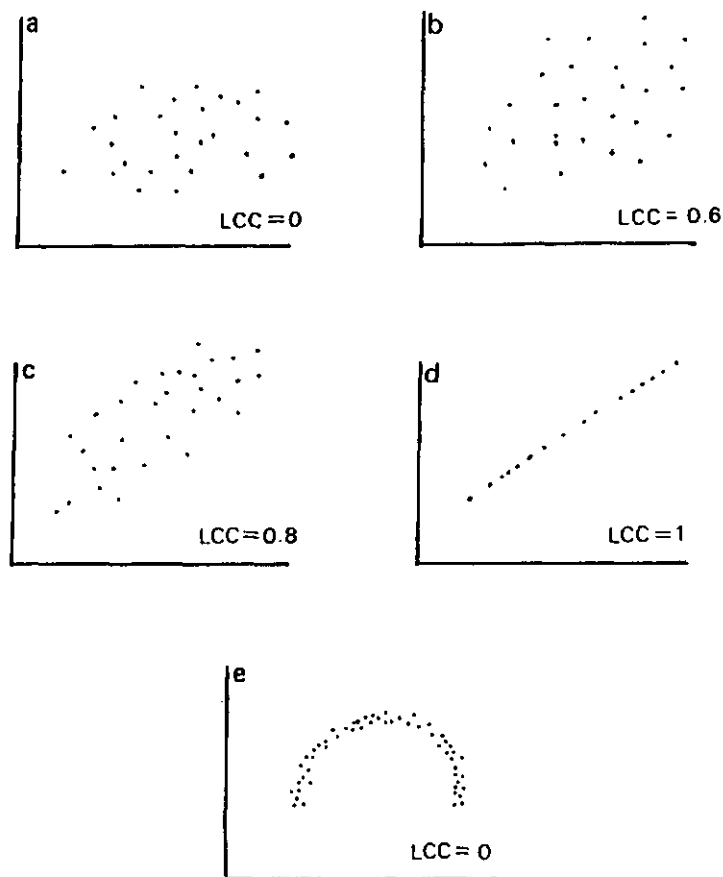 a
LCC = 0
b
LCC = 0.6
c
LCC = 0.8
d
LCC = 1
e
LCC = 0